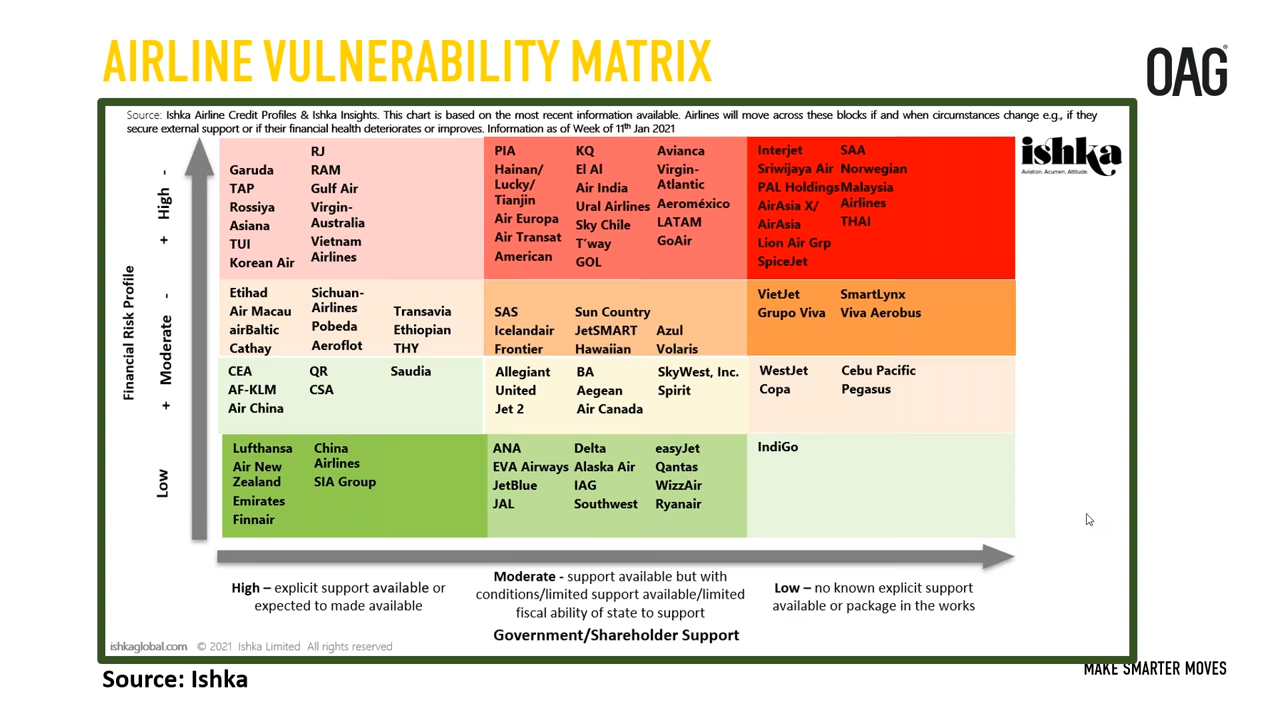 AIRLINE VULNERABILITY MATRIX
OAG®
Source: Ishka Airline Credit Profiles & Ishka Insights. This chart is based on the most recent information available. Airlines will move across these blocks if and when circumstances change e.g., if they
secure external support or if their financial health deteriorates or improves. Information as of Week of 11th Jan 2021
ishka
Aviation. Acumen. Attitude.
Financial Risk Profile
Low + Moderate - + High -
Garuda
TAP
Rossiya
Asiana
TUI
Korean Air
RJ
RAM
Gulf Air
Virgin-
Australia
Vietnam
Airlines
PIA
Hainan/
Lucky/
Tianjin
Air Europa
Air Transat
American
KQ
El Al
Air India
Ural Airlines
Sky Chile
T'way
GOL
Avianca
Virgin-
Atlantic
Aeroméxico
LATAM
GoAir
Interjet
Sriwijaya Air
PAL Holdings
AirAsia X/
AirAsia
Lion Air Grp
SpiceJet
SAA
Norwegian
Malaysia
Airlines
THAI
Etihad
Air Macau
airBaltic
Cathay
Sichuan-
Airlines
Pobeda
Aeroflot
Transavia
Ethiopian
THY
SAS
Icelandair
Frontier
Sun Country
JetSMART
Hawaiian
Azul
Volaris
VietJet
Grupo Viva
SmartLynx
Viva Aerobus
CEA
AF-KLM
Air China
QR
CSA
Saudia
Allegiant
United
Jet 2
BA
Aegean
Air Canada
SkyWest, Inc.
Spirit
WestJet
Copa
Cebu Pacific
Pegasus
Lufthansa
Air New
Zealand
Emirates
Finnair
China
Airlines
SIA Group
ANA
EVA Airways
JetBlue
JAL
Delta
Alaska Air
IAG
Southwest
easyJet
Qantas
WizzAir
Ryanair
IndiGo
High – explicit support available or
expected to made available
Moderate - support available but with
conditions/limited support available/limited
fiscal ability of state to support
Low – no known explicit support
available or package in the works
Government/Shareholder Support
ishkaglobal.com © 2021 Ishka Limited All rights reserved
Source: Ishka
MAKE SMARTER MOVES